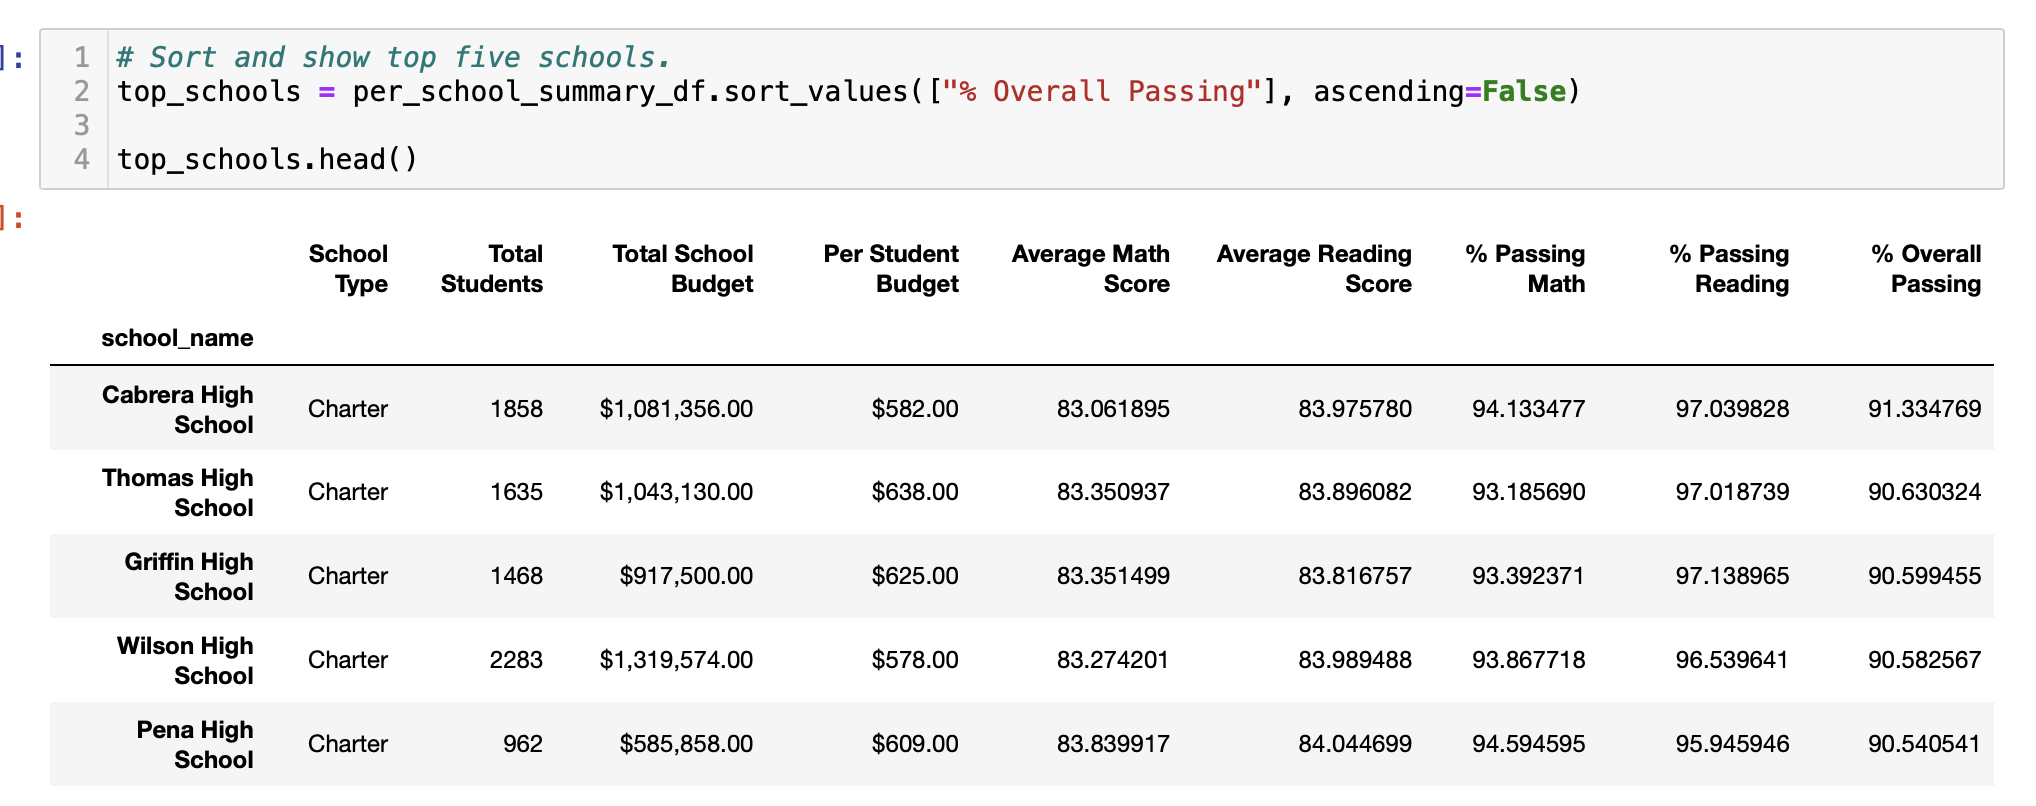 ]:
1 # Sort and show top five schools.
2 top_schools = per_school_summary_df.sort_values(["% Overall Passing"], ascending=False)
3
4 top_schools.head()
]:
School Type Total Students Total School Budget Per Student Budget Average Math Score Average Reading Score % Passing Math % Passing Reading % Overall Passing
school_name
Cabrera High School Charter 1858 $1,081,356.00 $582.00 83.061895 83.975780 94.133477 97.039828 91.334769
Thomas High School Charter 1635 $1,043,130.00 $638.00 83.350937 83.896082 93.185690 97.018739 90.630324
Griffin High School Charter 1468 $917,500.00 $625.00 83.351499 83.816757 93.392371 97.138965 90.599455
Wilson High School Charter 2283 $1,319,574.00 $578.00 83.274201 83.989488 93.867718 96.539641 90.582567
Pena High School Charter 962 $585,858.00 $609.00 83.839917 84.044699 94.594595 95.945946 90.540541